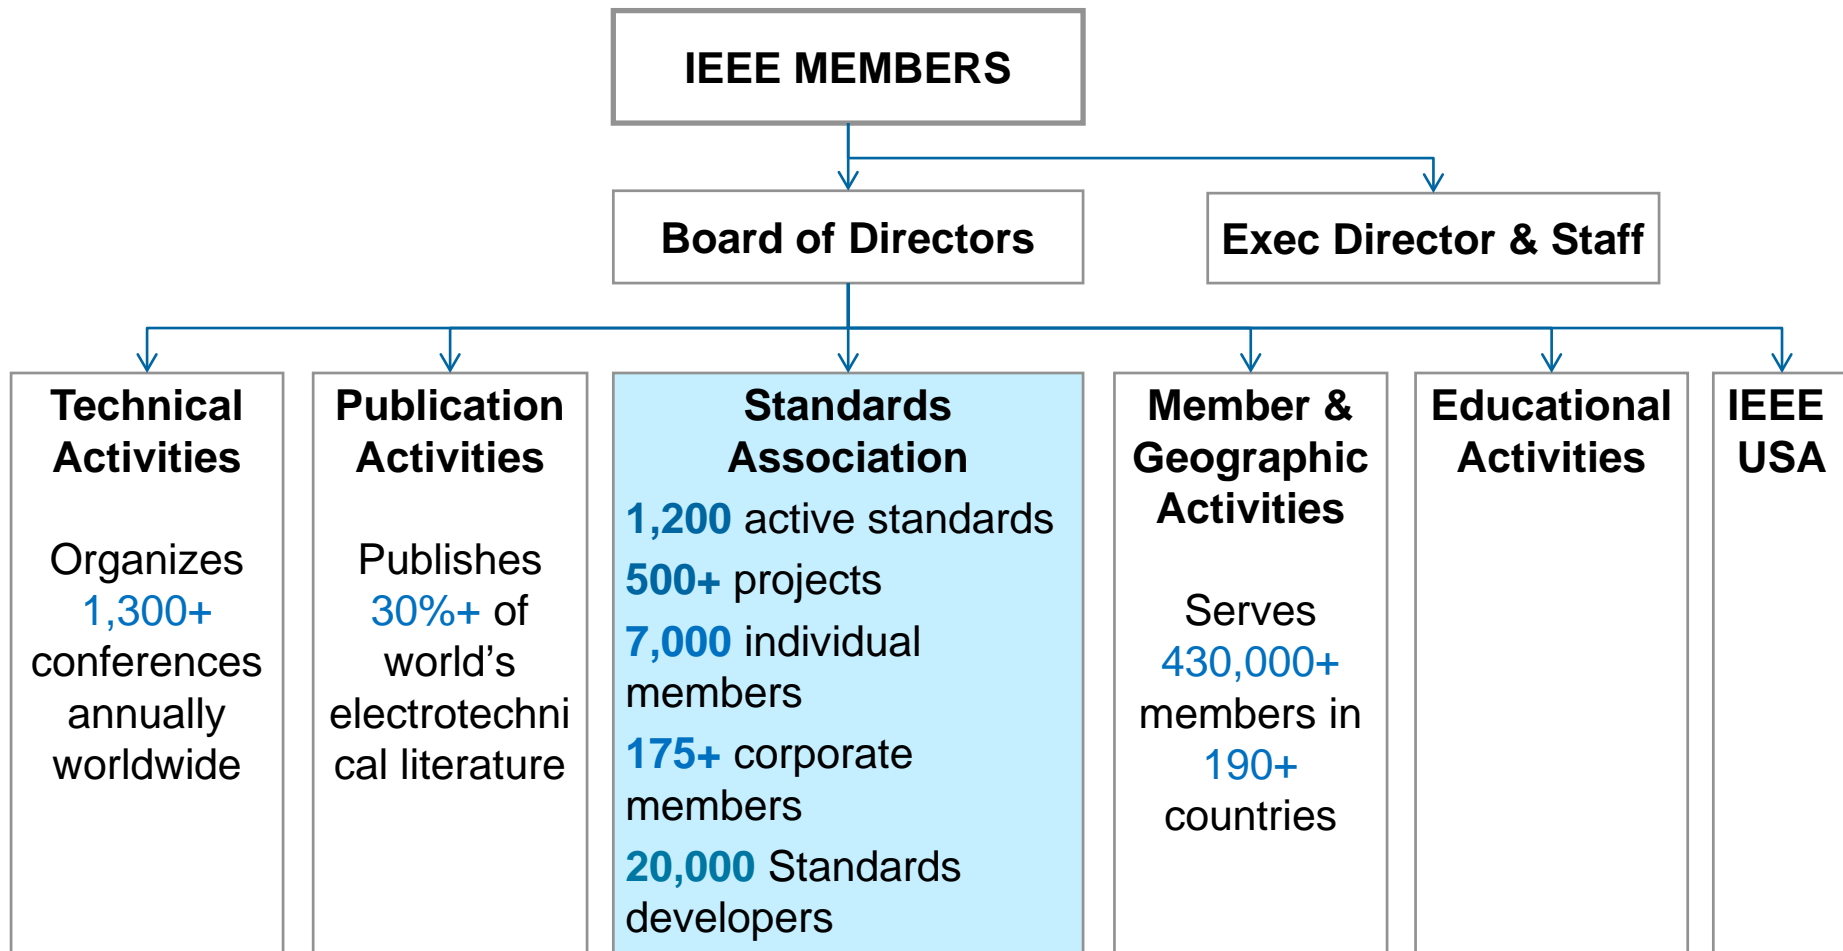 IEEE MEMBERS
Board of Directors
Exec Director & Staff
Technical
Activities
Organizes
1,300+
conferences
annually
worldwide
Publication
Activities
Publishes
30%+ of
world’s
electrotechni
cal literature
Standards
Association
1,200 active standards
500+ projects
7,000 individual
members
175+ corporate
members
20,000 Standards
developers
Member &
Geographic
Activities
Serves
430,000+
members in
190+
countries
Educational
Activities
IEEE
USA